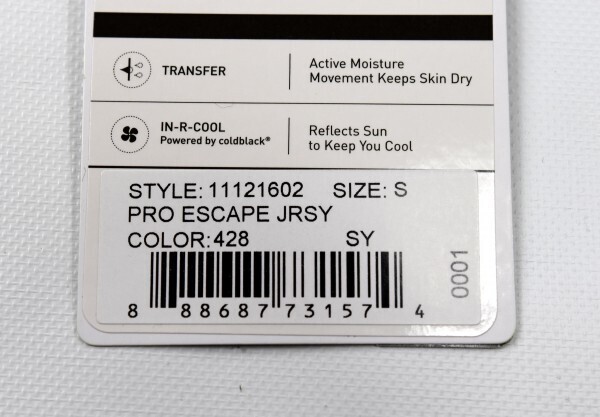 TRANSFER
Active Moisture
Movement Keeps Skin Dry
IN-R-COOL
Powered by coldblack®
Reflects Sun
to Keep You Cool
STYLE: 11121602 SIZE: S
PRO ESCAPE JRSY
COLOR: 428 SY
0001
8 88687 73157 4